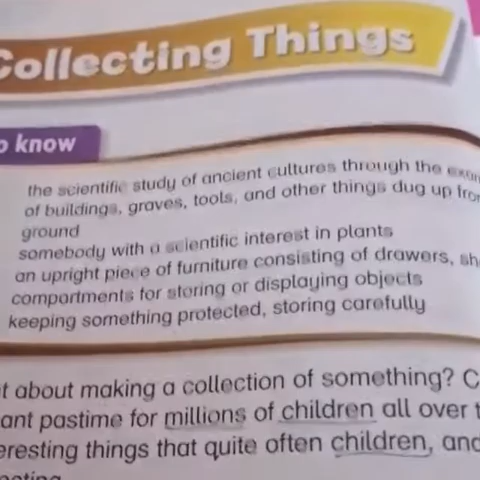 Collecting Things
know
the scientific study of ancient cultures through the
of buildings, graves, tools, and other things dug up from
ground
somebody with a scientific interest in plants
an upright piece of furniture consisting of drawers,
compartments for storing or displaying objects
keeping something protected, storing carefully
about making a collection of something?
pastime for millions of children all over
things that quite often children, and